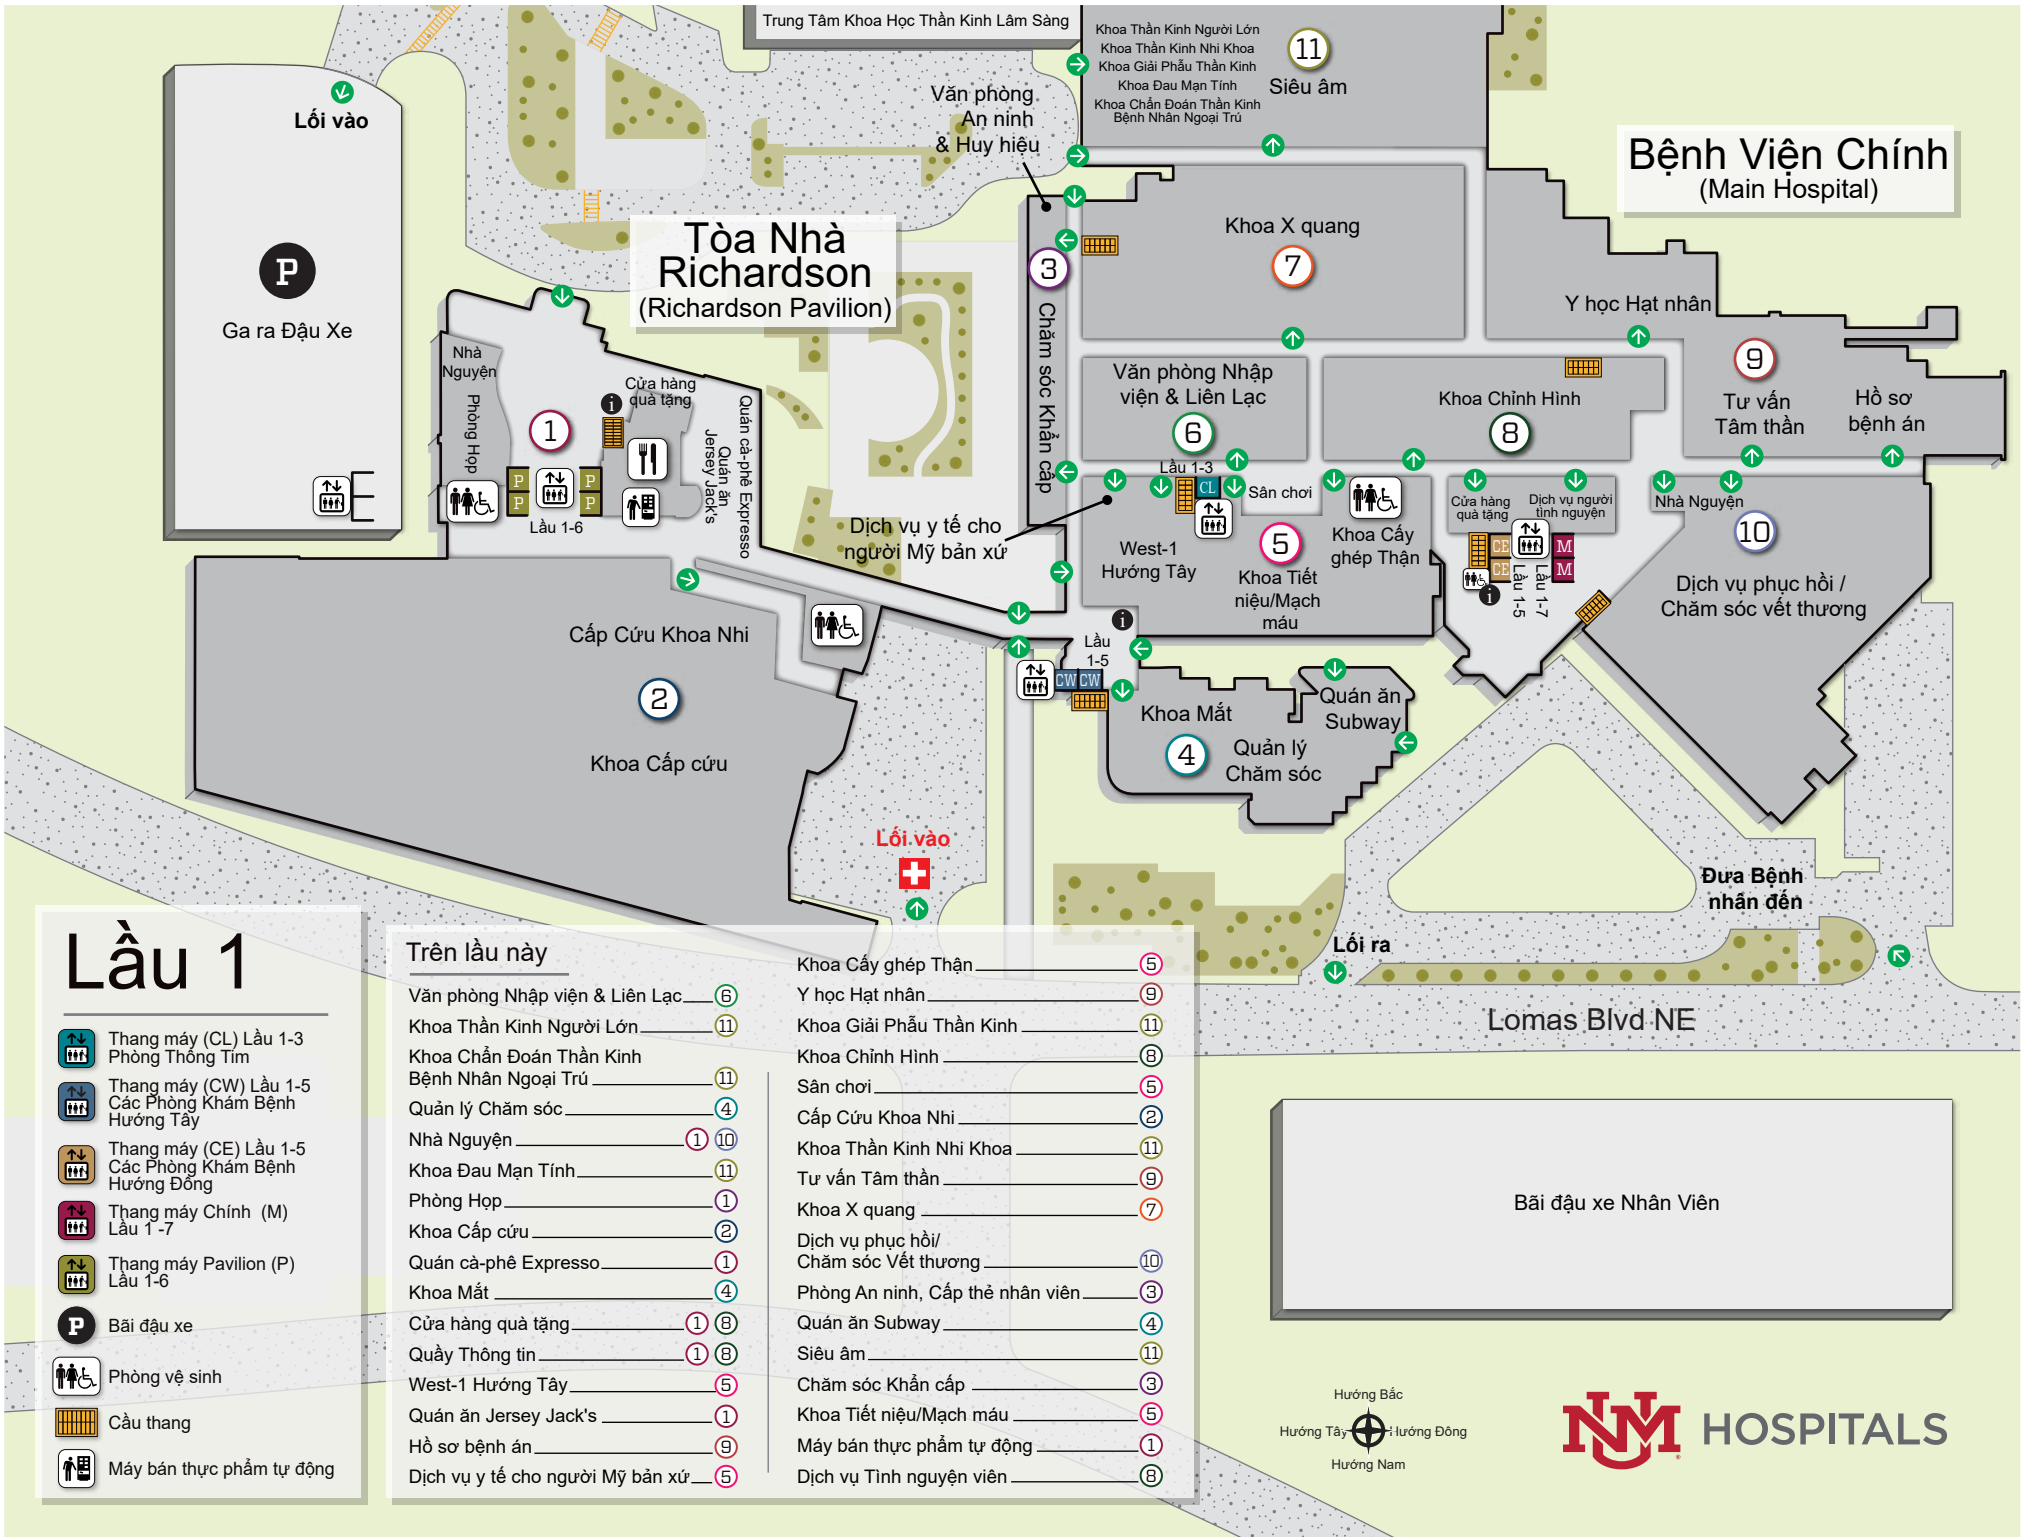 Trung Tâm Khoa Học Thần Kinh Lâm Sàng
Khoa Thần Kinh Người Lớn
Khoa Thần Kinh Nhi Khoa
Khoa Giải Phẫu Thần Kinh
Khoa Đau Mạn Tính
Khoa Chẩn Đoán Thần Kinh
Bệnh Nhân Ngoại Trú
11
Siêu âm
Lối vào
Văn phòng
An ninh
& Huy hiệu
Bệnh Viện Chính
(Main Hospital)
Tòa Nhà
Richardson
(Richardson Pavilion)
P
Ga ra Đậu Xe
Khoa X quang
7
3
Chăm sóc Khẩn cấp
Y học Hạt nhân
9
Tư vấn
Tâm thần
Hồ sơ
bệnh án
Nhà
Nguyện
Phòng Họp
1
i
Cửa hàng
quà tặng
Quán ăn
Jersey Jack's
Quán cà-phê Expresso
P
P
P
P
Lầu 1-6
Văn phòng Nhập
viện & Liên Lạc
6
Khoa Chỉnh Hình
8
Lầu 1-3
CL
Sân chơi
Dịch vụ y tế cho
người Mỹ bản xứ
West-1
Hướng Tây
5
Khoa Tiết
niệu/Mạch
máu
Khoa Cấy
ghép Thận
Cửa hàng
quà tặng
Dịch vụ người
tình nguyện
CE
CE
M
M
Lầu 1-5
Lầu 1-7
i
Nhà Nguyện
10
Dịch vụ phục hồi /
Chăm sóc vết thương
Cấp Cứu Khoa Nhi
2
Khoa Cấp cứu
i
Lầu
1-5
CW
CW
Khoa Mắt
4
Quản lý
Chăm sóc
Quán ăn
Subway
Lối vào
Đưa Bệnh
nhân đến
Lối ra
Lomas Blvd NE
Bãi đậu xe Nhân Viên
Lầu 1
Thang máy (CL) Lầu 1-3
Phòng Thông Tim
Thang máy (CW) Lầu 1-5
Các Phòng Khám Bệnh
Hướng Tây
Thang máy (CE) Lầu 1-5
Các Phòng Khám Bệnh
Hướng Đông
Thang máy Chính (M)
Lầu 1 -7
Thang máy Pavilion (P)
Lầu 1-6
P Bãi đậu xe
Phòng vệ sinh
Cầu thang
Máy bán thực phẩm tự động
Trên lầu này
Văn phòng Nhập viện & Liên Lạc 6
Khoa Thần Kinh Người Lớn 11
Khoa Chẩn Đoán Thần Kinh
Bệnh Nhân Ngoại Trú 11
Quản lý Chăm sóc 4
Nhà Nguyện 1 10
Khoa Đau Mạn Tính 11
Phòng Họp 1
Khoa Cấp cứu 2
Quán cà-phê Expresso 1
Khoa Mắt 4
Cửa hàng quà tặng 1 8
Quầy Thông tin 1 8
West-1 Hướng Tây 5
Quán ăn Jersey Jack's 1
Hồ sơ bệnh án 9
Dịch vụ y tế cho người Mỹ bản xứ 5
Khoa Cấy ghép Thận 5
Y học Hạt nhân 9
Khoa Giải Phẫu Thần Kinh 11
Khoa Chỉnh Hình 8
Sân chơi 5
Cấp Cứu Khoa Nhi 2
Khoa Thần Kinh Nhi Khoa 11
Tư vấn Tâm thần 9
Khoa X quang 7
Dịch vụ phục hồi/
Chăm sóc Vết thương 10
Phòng An ninh, Cấp thẻ nhân viên 3
Quán ăn Subway 4
Siêu âm 11
Chăm sóc Khẩn cấp 3
Khoa Tiết niệu/Mạch máu 5
Máy bán thực phẩm tự động 1
Dịch vụ Tình nguyện viên 8
Hướng Bắc
Hướng Tây
Hướng Đông
Hướng Nam
UNM HOSPITALS